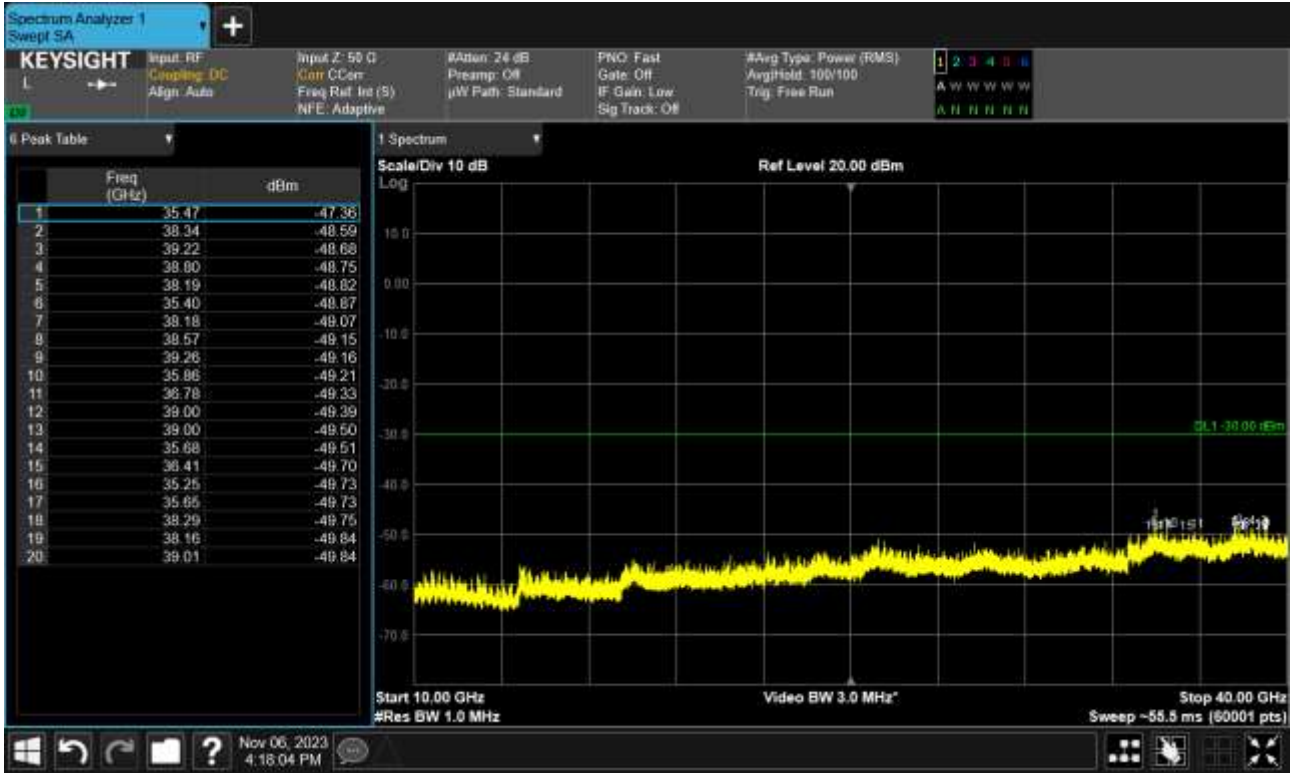 Spectrum Analyzer 1
Swept SA
+
KEYSIGHT
L
Input: RF
Coupling: DC
Align: Auto
Input Z: 50 Ω
Corr CCorr
Freq Ref: Int (S)
NFE: Adaptive
#Atten: 24 dB
Preamp: Off
µW Path: Standard
PNO: Fast
Gate: Off
IF Gain: Low
Sig Track: Off
#Avg Type: Power (RMS)
Avg|Hold: 100/100
Trig: Free Run
1 2 3 4 5 6
A W W W W W
A N N N N N
6 Peak Table
Freq (GHz) dBm
1 35.47 -47.36
2 38.34 -48.59
3 39.22 -48.68
4 38.80 -48.75
5 38.19 -48.82
6 35.40 -48.87
7 38.18 -49.07
8 38.57 -49.15
9 39.26 -49.16
10 35.86 -49.21
11 36.78 -49.33
12 39.00 -49.39
13 39.00 -49.50
14 35.68 -49.51
15 36.41 -49.70
16 35.25 -49.73
17 35.65 -49.73
18 38.29 -49.75
19 38.16 -49.84
20 39.01 -49.84
1 Spectrum
Scale/Div 10 dB
Ref Level 20.00 dBm
Log
10.0
0.00
-10.0
-20.0
-30.0
DL1 -30.00 dBm
-40.0
-50.0
-60.0
-70.0
Start 10.00 GHz
Video BW 3.0 MHz*
Stop 40.00 GHz
#Res BW 1.0 MHz
Sweep ~55.5 ms (60001 pts)
?
Nov 06, 2023
4:18:04 PM